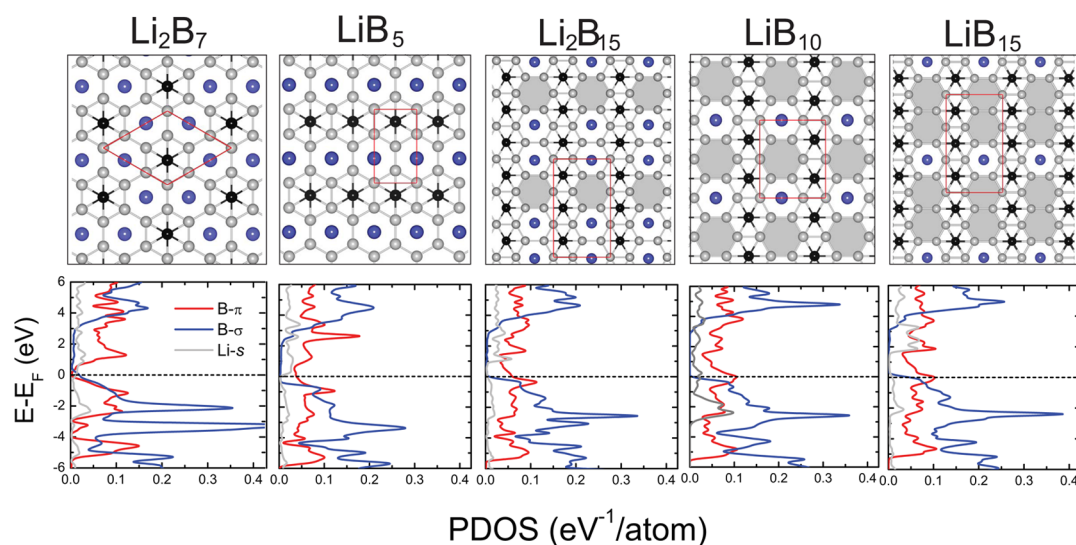 Li₂B₇ LiB₅ Li₂B₁₅ LiB₁₀ LiB₁₅
E-E_F (eV)
6
4
2
0
-2
-4
-6
B-π
B-σ
Li-s
0.0 0.1 0.2 0.3 0.4 0.0 0.1 0.2 0.3 0.4 0.0 0.1 0.2 0.3 0.4 0.0 0.1 0.2 0.3 0.4 0.0 0.1 0.2 0.3 0.4
PDOS (eV⁻¹/atom)